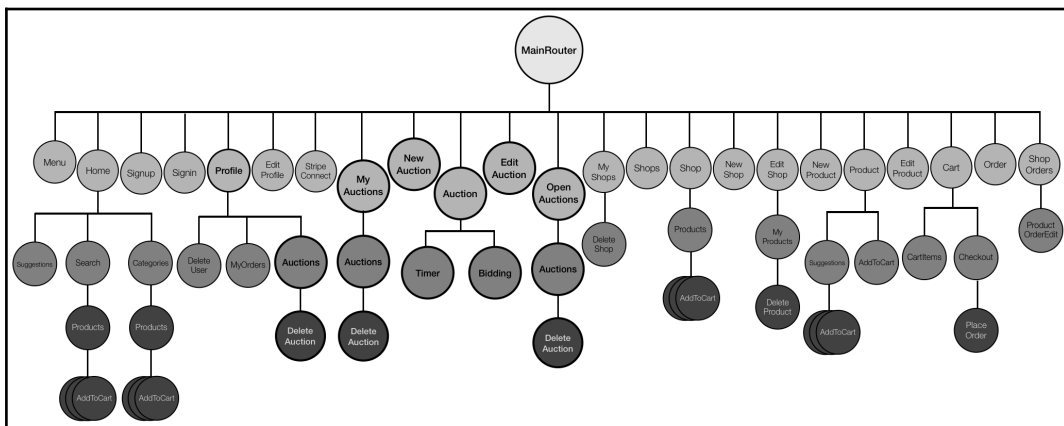 MainRouter
Menu
Home
Signup
Signin
Profile
Edit
Profile
Stripe
Connect
My
Auctions
New
Auction
Auction
Edit
Auction
Open
Auctions
My
Shops
Shops
Shop
New
Shop
Edit
Shop
New
Product
Product
Edit
Product
Cart
Order
Shop
Orders
Suggestions
Search
Categories
Delete
User
MyOrders
Auctions
Auctions
Timer
Bidding
Auctions
Delete
Shop
Products
My
Products
Suggestions
AddToCart
CartItems
Checkout
Product
OrderEdit
Products
Products
Delete
Auction
Delete
Auction
Delete
Auction
AddToCart
Delete
Product
AddToCart
Place
Order
AddToCart
AddToCart